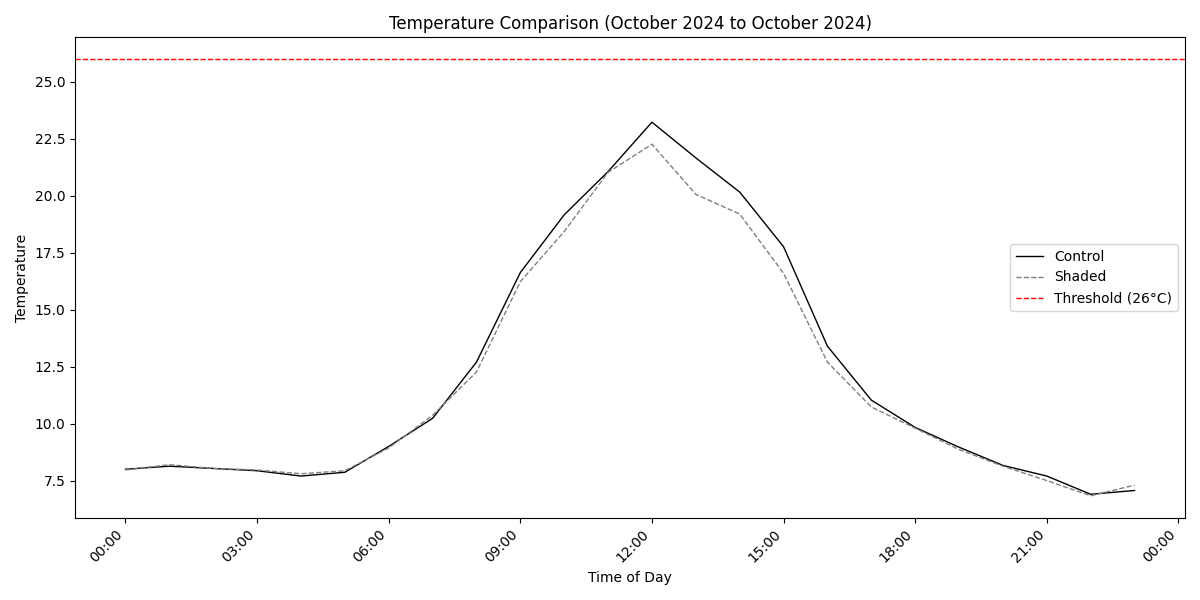 Temperature Comparison (October 2024 to October 2024)
Temperature
25.0
22.5
20.0
17.5
15.0
12.5
10.0
7.5
Control
Shaded
Threshold (26°C)
00:00
03:00
06:00
09:00
12:00
15:00
18:00
21:00
00:00
Time of Day